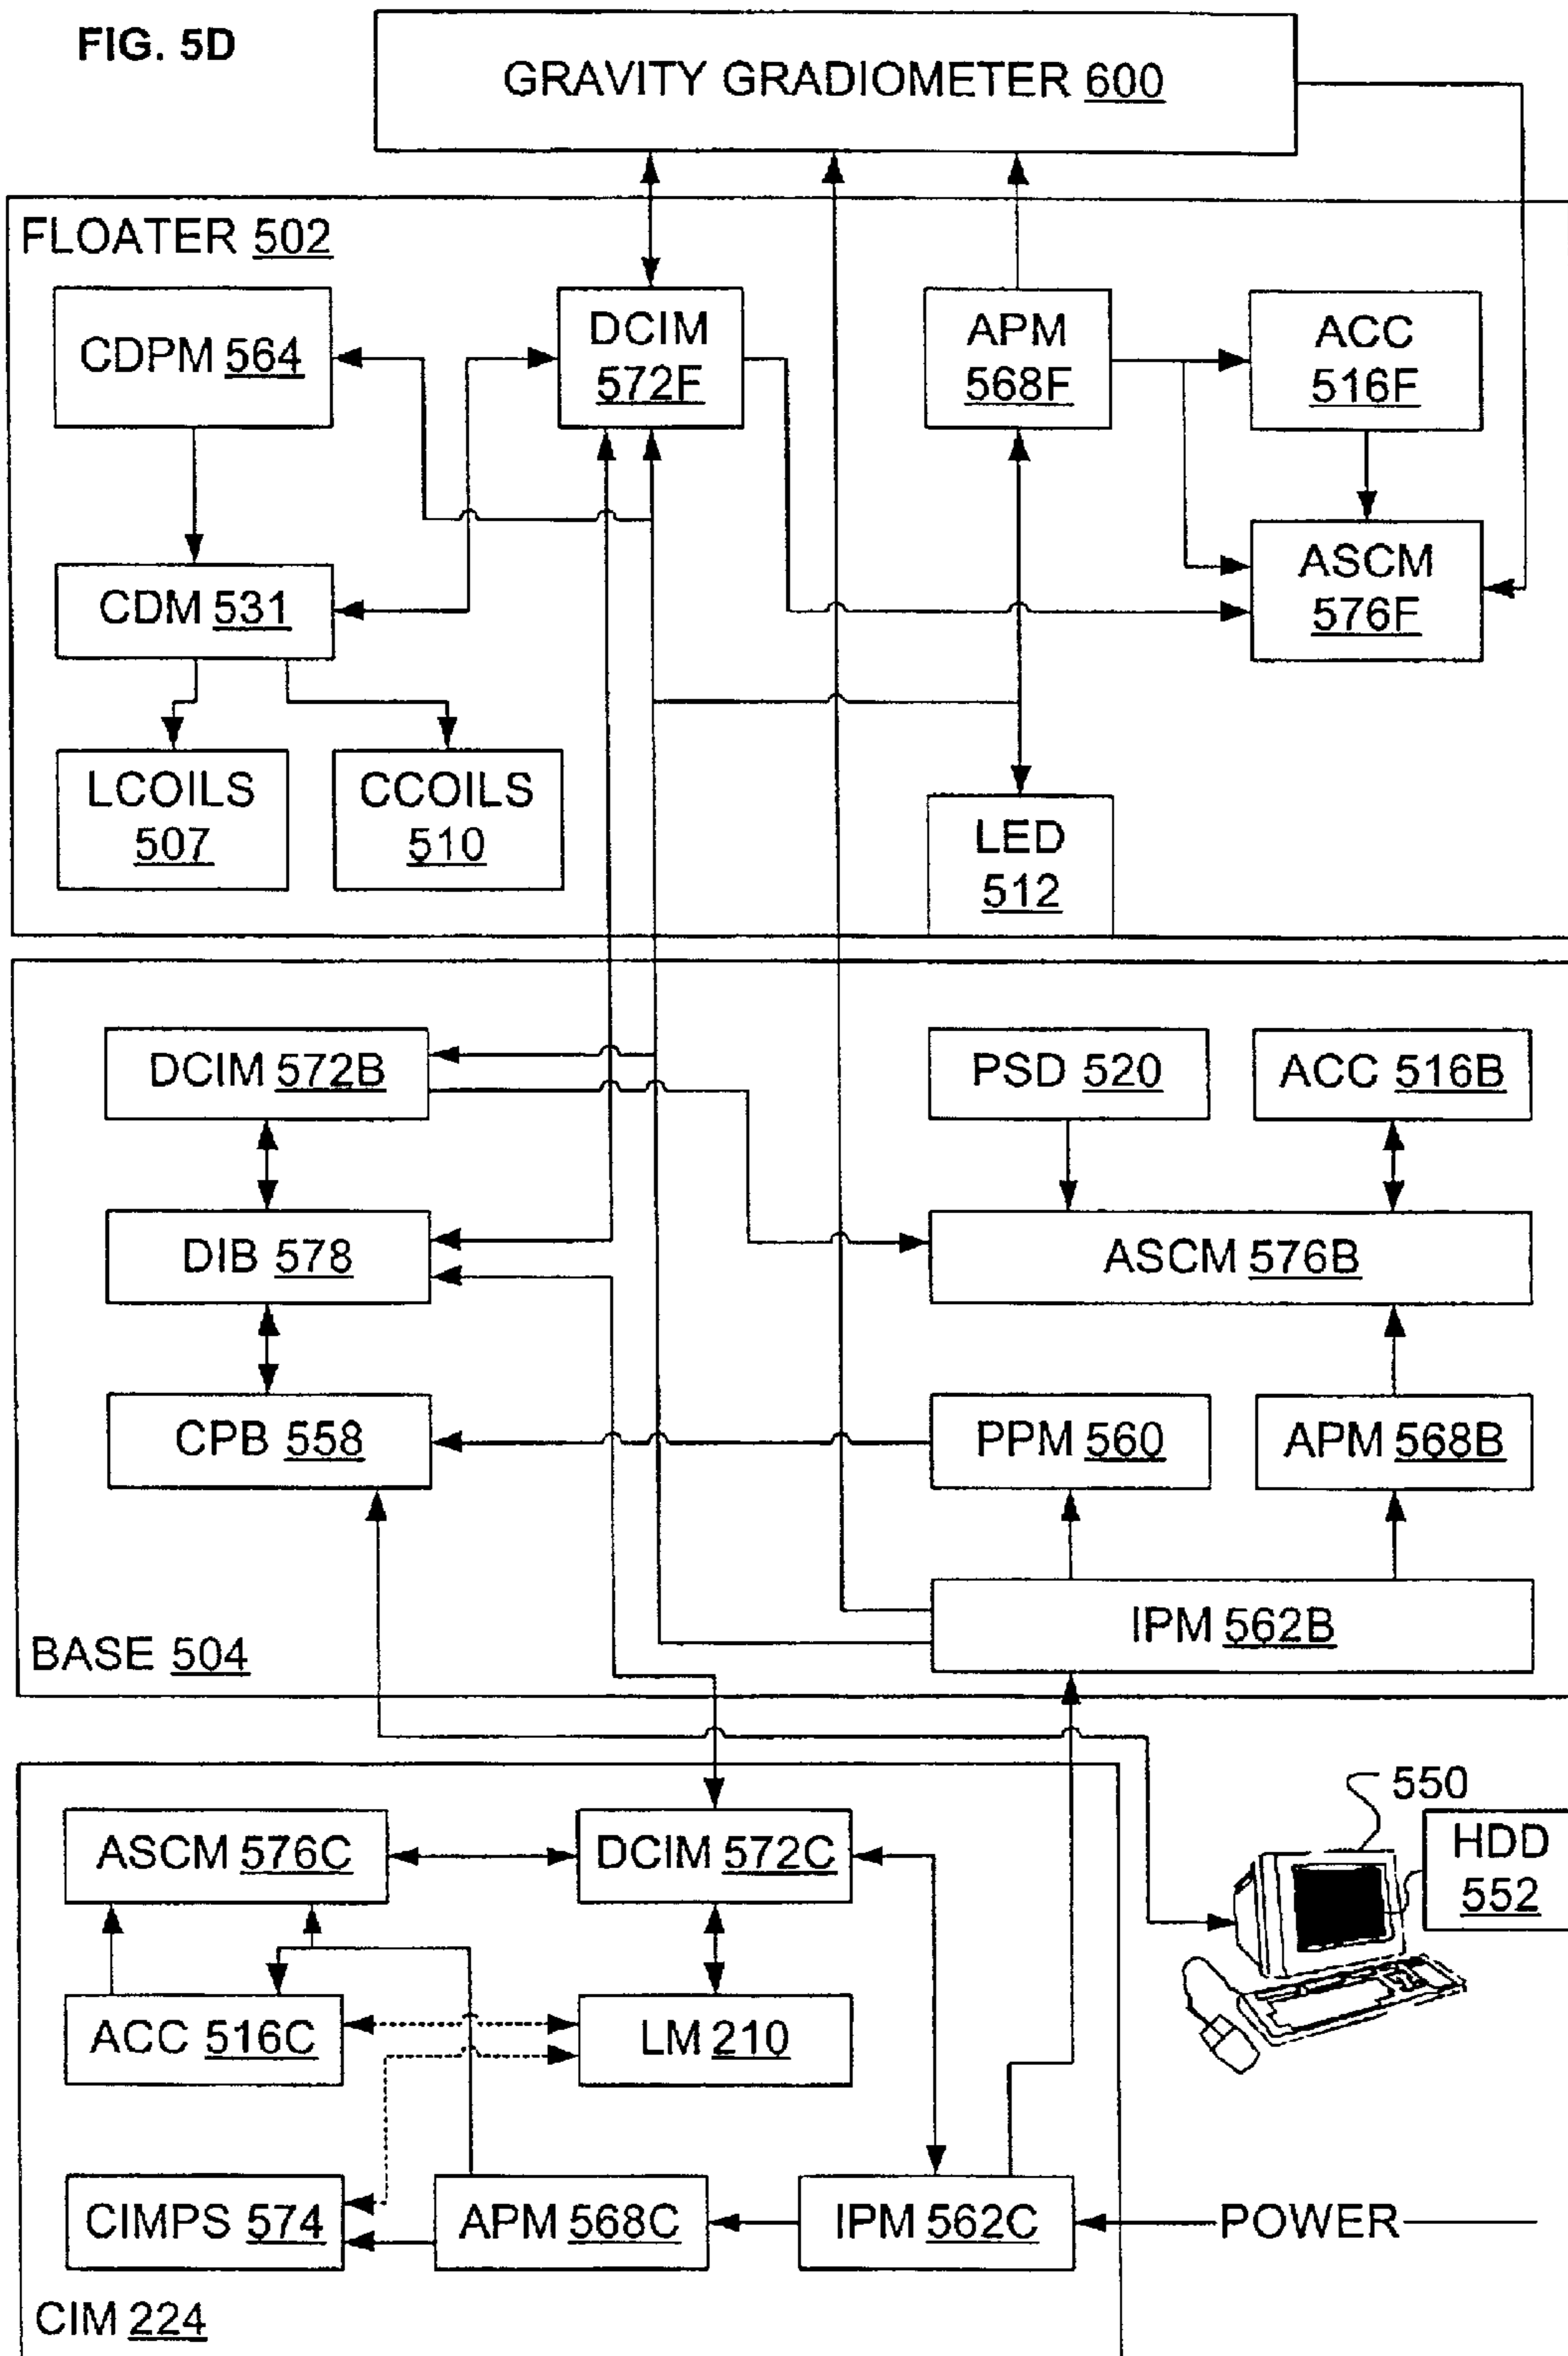 FIG. 5D
GRAVITY GRADIOMETER 600
FLOATER 502
CDPM 564
DCIM
572F
APM
568F
ACC
516F
CDM 531
ASCM
576F
LCOILS
507
CCOILS
510
LED
512
DCIM 572B
PSD 520
ACC 516B
DIB 578
ASCM 576B
CPB 558
PPM 560
APM 568B
IPM 562B
BASE 504
550
ASCM 576C
DCIM 572C
HDD
552
ACC 516C
LM 210
CIMPS 574
APM 568C
IPM 562C
POWER
CIM 224